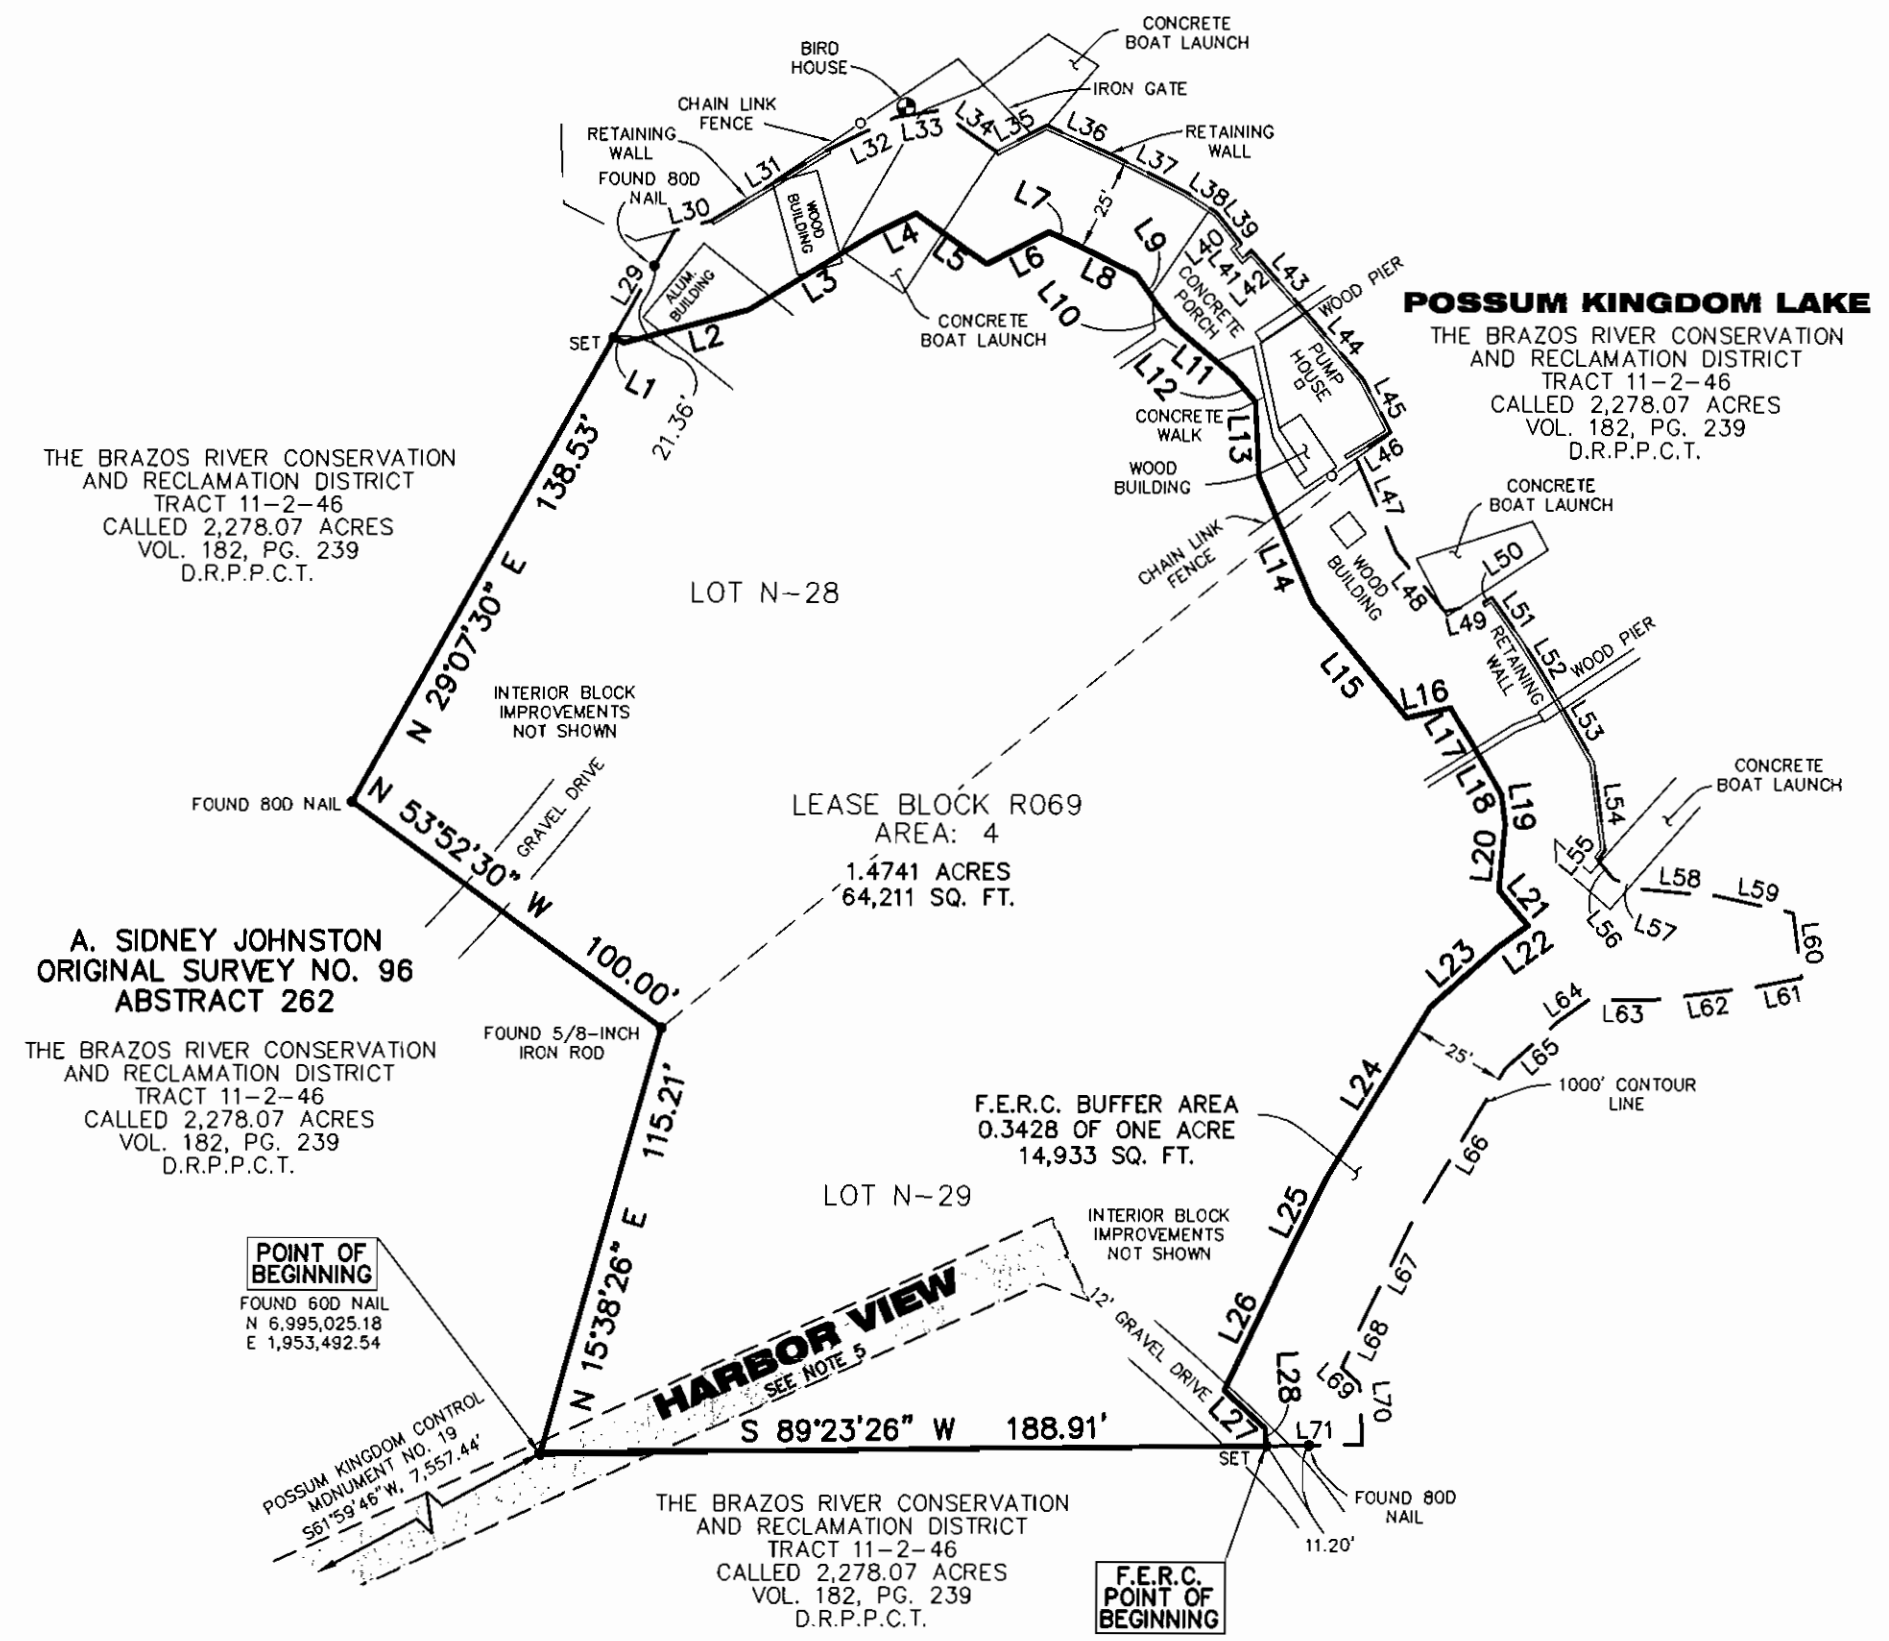 CONCRETE
BOAT LAUNCH
BIRD
HOUSE
IRON GATE
CHAIN LINK
FENCE
RETAINING
WALL
FOUND 80D
NAIL
L30
L31
L32
L33
L34
L35
L36
L37
L38
L39
RETAINING
WALL
25'
WOOD
BUILDING
ALUM.
BUILDING
L29
SET
L1
L2
L3
L4
L5
L6
L7
L8
L9
L10
L11
L12
L13
21.36'
CONCRETE
BOAT LAUNCH
CONCRETE
PORCH
L40
L41
L42
L43
L44
L45
L46
L47
WOOD PIER
PUMP
HOUSE
CONCRETE
WALK
WOOD
BUILDING
CHAIN LINK
FENCE
POSSUM KINGDOM LAKE
THE BRAZOS RIVER CONSERVATION
AND RECLAMATION DISTRICT
TRACT 11-2-46
CALLED 2,278.07 ACRES
VOL. 182, PG. 239
D.R.P.P.C.T.
THE BRAZOS RIVER CONSERVATION
AND RECLAMATION DISTRICT
TRACT 11-2-46
CALLED 2,278.07 ACRES
VOL. 182, PG. 239
D.R.P.P.C.T.
N 29°07'30" E 138.53'
LOT N-28
CONCRETE
BOAT LAUNCH
WOOD
BUILDING
L14
L15
L16
L17
L18
L19
L20
L21
L22
L23
L48
L49
L50
L51
L52
L53
L54
L55
L56
L57
L58
L59
L60
L61
L62
L63
L64
L65
RETAINING
WALL
WOOD PIER
CONCRETE
BOAT LAUNCH
INTERIOR BLOCK
IMPROVEMENTS
NOT SHOWN
GRAVEL DRIVE
FOUND 80D NAIL
N 53°52'30" W 100.00'
LEASE BLOCK R069
AREA: 4
1.4741 ACRES
64,211 SQ. FT.
A. SIDNEY JOHNSTON
ORIGINAL SURVEY NO. 96
ABSTRACT 262
FOUND 5/8-INCH
IRON ROD
THE BRAZOS RIVER CONSERVATION
AND RECLAMATION DISTRICT
TRACT 11-2-46
CALLED 2,278.07 ACRES
VOL. 182, PG. 239
D.R.P.P.C.T.
N 15°38'26" E 115.21'
25'
1000' CONTOUR
LINE
F.E.R.C. BUFFER AREA
0.3428 OF ONE ACRE
14,933 SQ. FT.
L24
L25
L26
L27
L28
L66
L67
L68
L69
L70
L71
LOT N-29
INTERIOR BLOCK
IMPROVEMENTS
NOT SHOWN
12' GRAVEL DRIVE
POINT OF
BEGINNING
FOUND 60D NAIL
N 6,995,025.18
E 1,953,492.54
HARBOR VIEW
SEE NOTE 5
S 89°23'26" W 188.91'
POSSUM KINGDOM CONTROL
MONUMENT NO. 19
S61°59'46"W, 7,557.44'
SET
FOUND 80D
NAIL
11.20'
THE BRAZOS RIVER CONSERVATION
AND RECLAMATION DISTRICT
TRACT 11-2-46
CALLED 2,278.07 ACRES
VOL. 182, PG. 239
D.R.P.P.C.T.
F.E.R.C.
POINT OF
BEGINNING